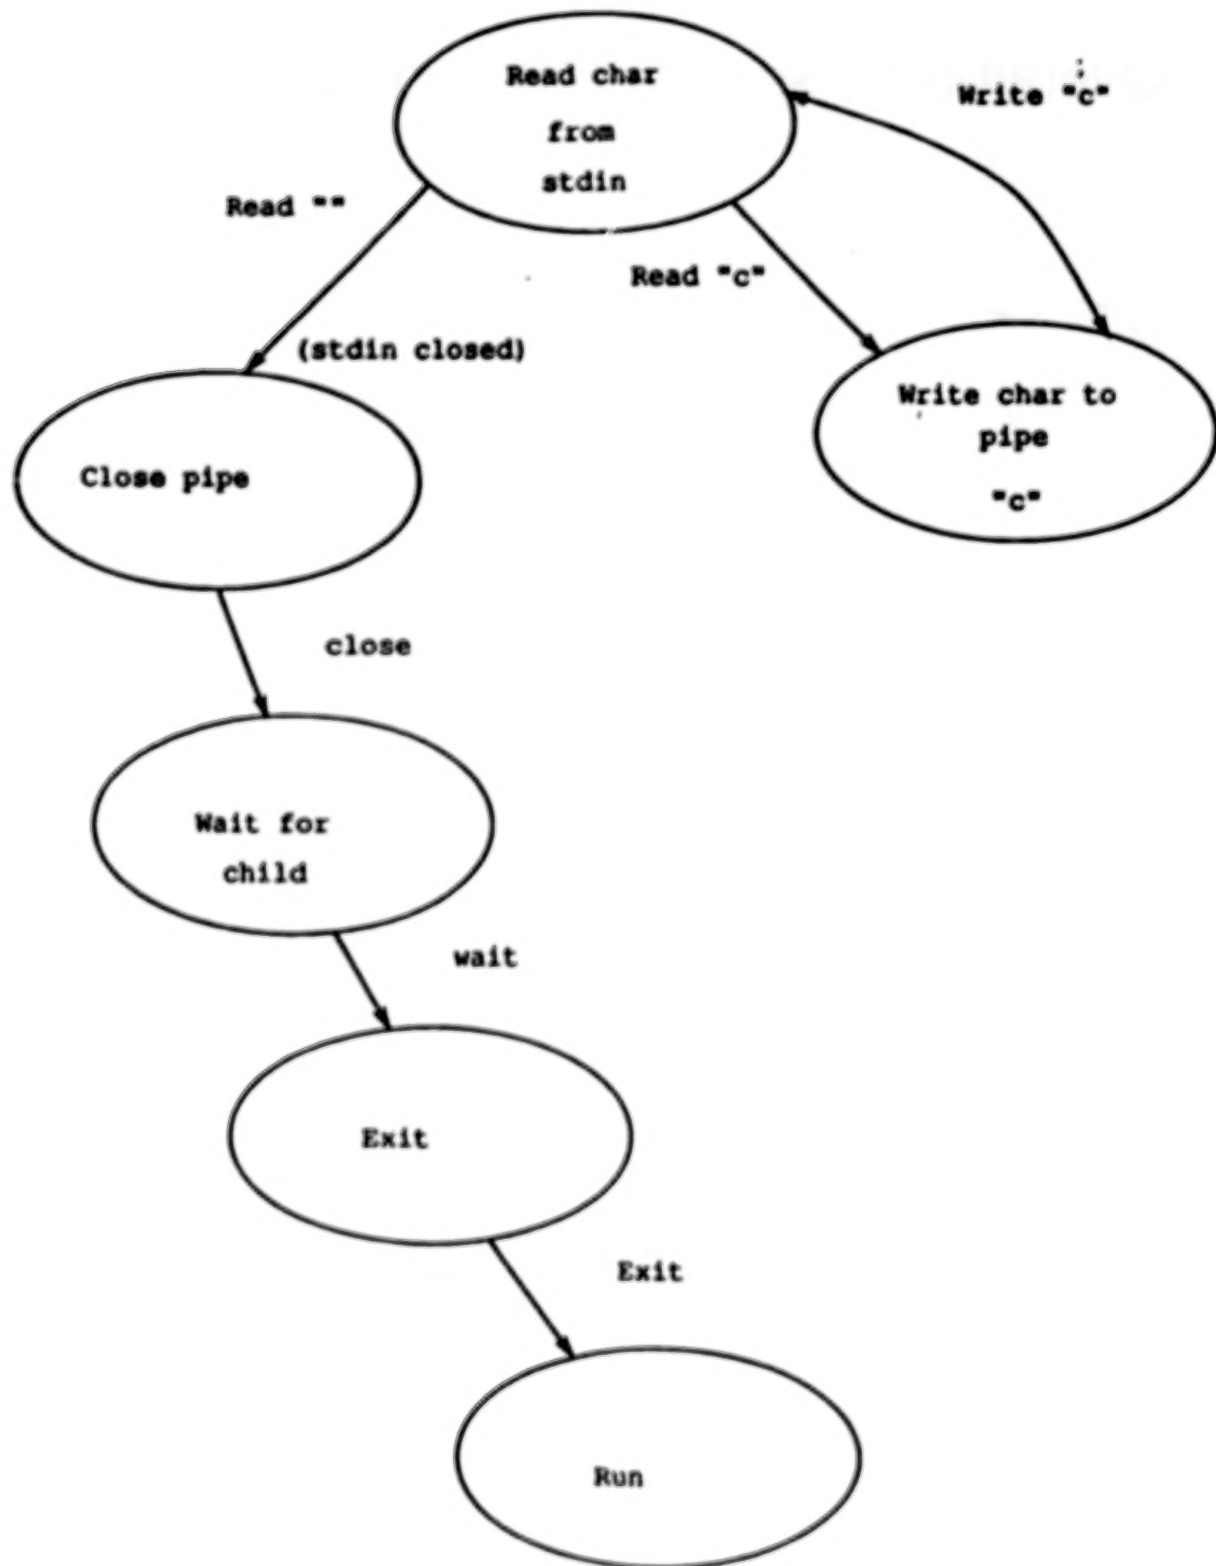 Read char
from
stdin
Write "c"
Read ""
Read "c"
(stdin closed)
Write char to
pipe
"c"
Close pipe
close
Wait for
child
wait
Exit
Exit
Run